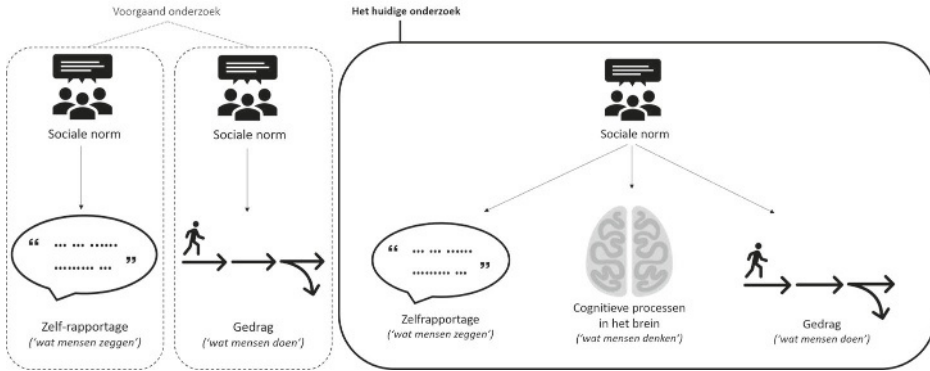 Voorgaand onderzoek
Het huidige onderzoek
Sociale norm
Sociale norm
Sociale norm
“ ... ... ......
......... ... ”
“ ... ... ......
......... ... ”
Zelf-rapportage
(‘wat mensen zeggen’)
Gedrag
(‘wat mensen doen’)
Zelfrapportage
(‘wat mensen zeggen’)
Cognitieve processen
in het brein
(‘wat mensen denken’)
Gedrag
(‘wat mensen doen’)